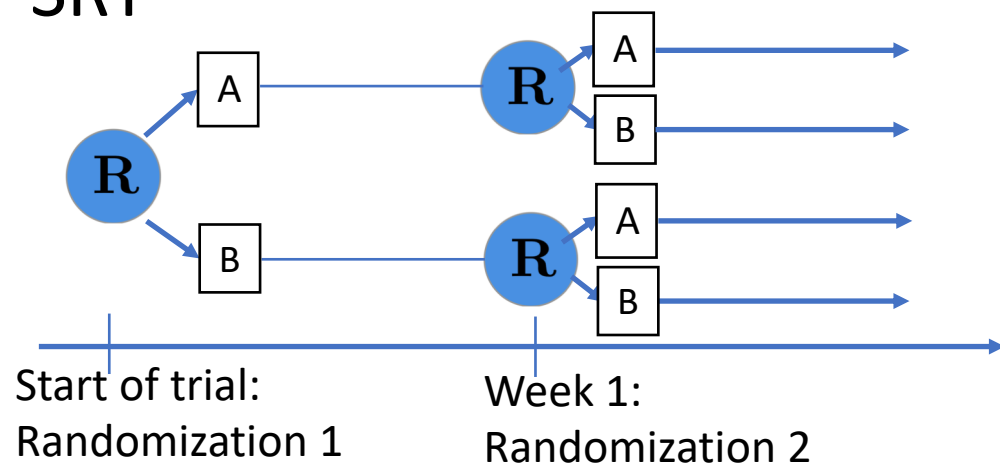 R
A
B
R
A
B
R
A
B
Start of trial:
Randomization 1
Week 1:
Randomization 2